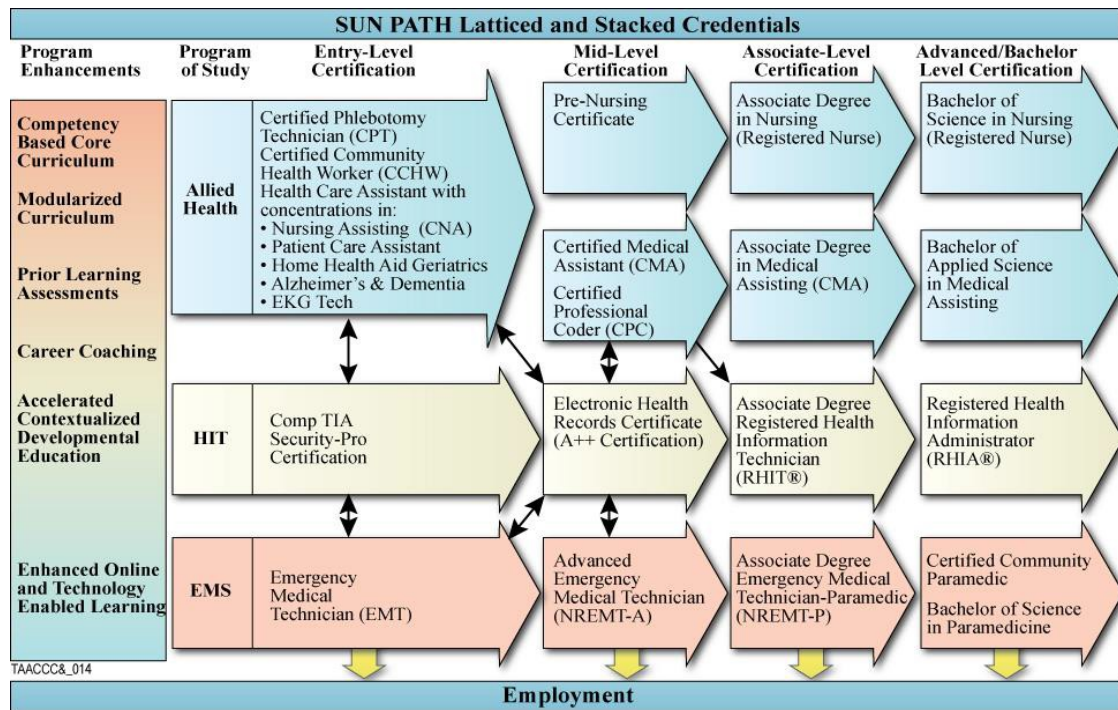 SUN PATH Latticed and Stacked Credentials
Program
Enhancements
Program
of Study
Entry-Level
Certification
Mid-Level
Certification
Associate-Level
Certification
Advanced/Bachelor
Level Certification
Competency
Based Core
Curriculum
Modularized
Curriculum
Prior Learning
Assessments
Career Coaching
Accelerated
Contextualized
Developmental
Education
Enhanced Online
and Technology
Enabled Learning
Allied
Health
Certified Phlebotomy
Technician (CPT)
Certified Community
Health Worker (CCHW)
Health Care Assistant with
concentrations in:
• Nursing Assisting (CNA)
• Patient Care Assistant
• Home Health Aid Geriatrics
• Alzheimer's & Dementia
• EKG Tech
Pre-Nursing
Certificate
Associate Degree
in Nursing
(Registered Nurse)
Bachelor of
Science in Nursing
(Registered Nurse)
Certified Medical
Assistant (CMA)
Certified
Professional
Coder (CPC)
Associate Degree
in Medical
Assisting (CMA)
Bachelor of
Applied Science
in Medical
Assisting
HIT
Comp TIA
Security-Pro
Certification
Electronic Health
Records Certificate
(A++ Certification)
Associate Degree
Registered Health
Information
Technician
(RHIT®)
Registered Health
Information
Administrator
(RHIA®)
EMS
Emergency
Medical
Technician (EMT)
Advanced
Emergency
Medical Technician
(NREMT-A)
Associate Degree
Emergency Medical
Technician-Paramedic
(NREMT-P)
Certified Community
Paramedic
Bachelor of Science
in Paramedicine
TAACCC&_014
Employment